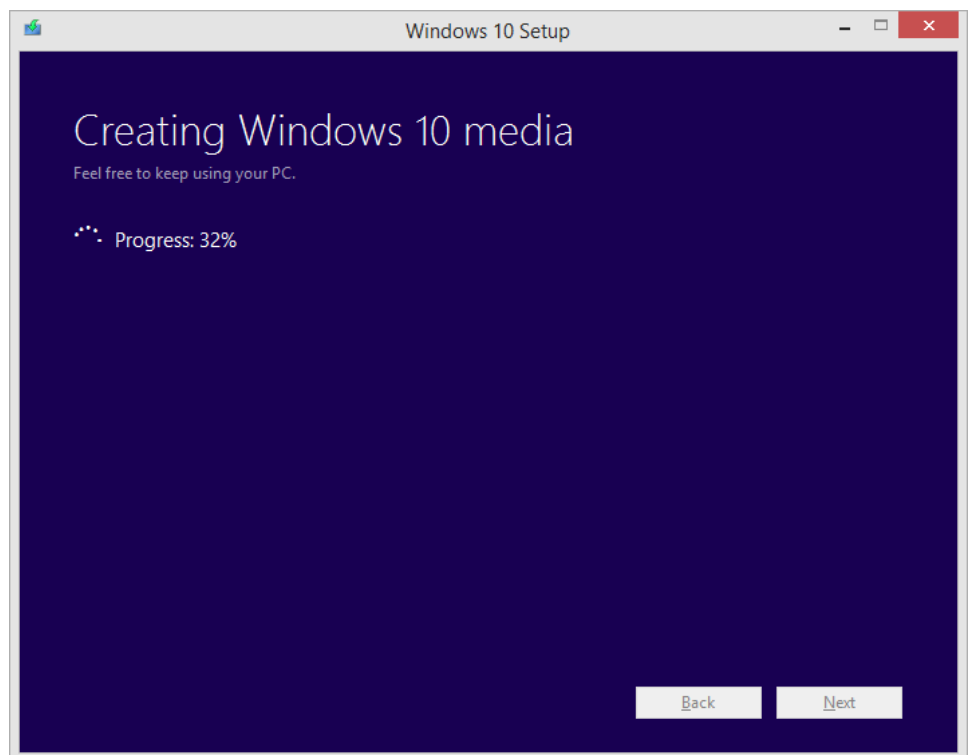 Windows 10 Setup
Creating Windows 10 media
Feel free to keep using your PC.
Progress: 32%
Back Next